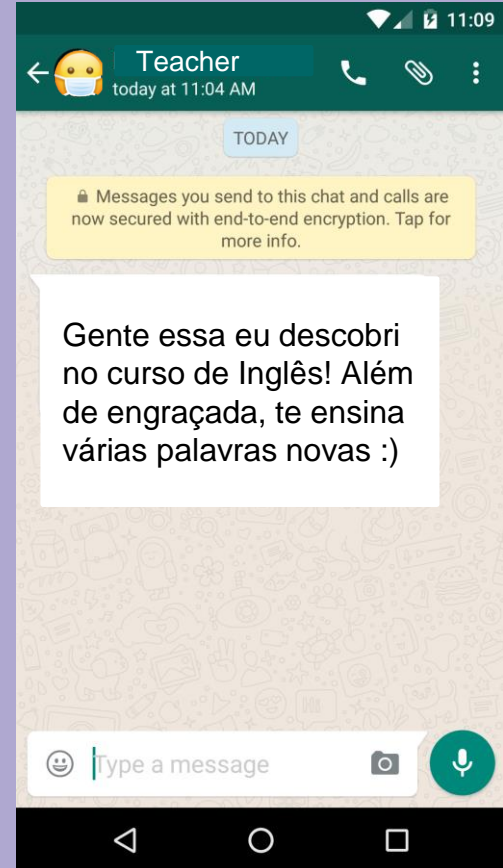 11:09
Teacher
today at 11:04 AM
TODAY
Messages you send to this chat and calls are
now secured with end-to-end encryption. Tap for
more info.
Gente essa eu descobri
no curso de Inglês! Além
de engraçada, te ensina
várias palavras novas :)
Type a message